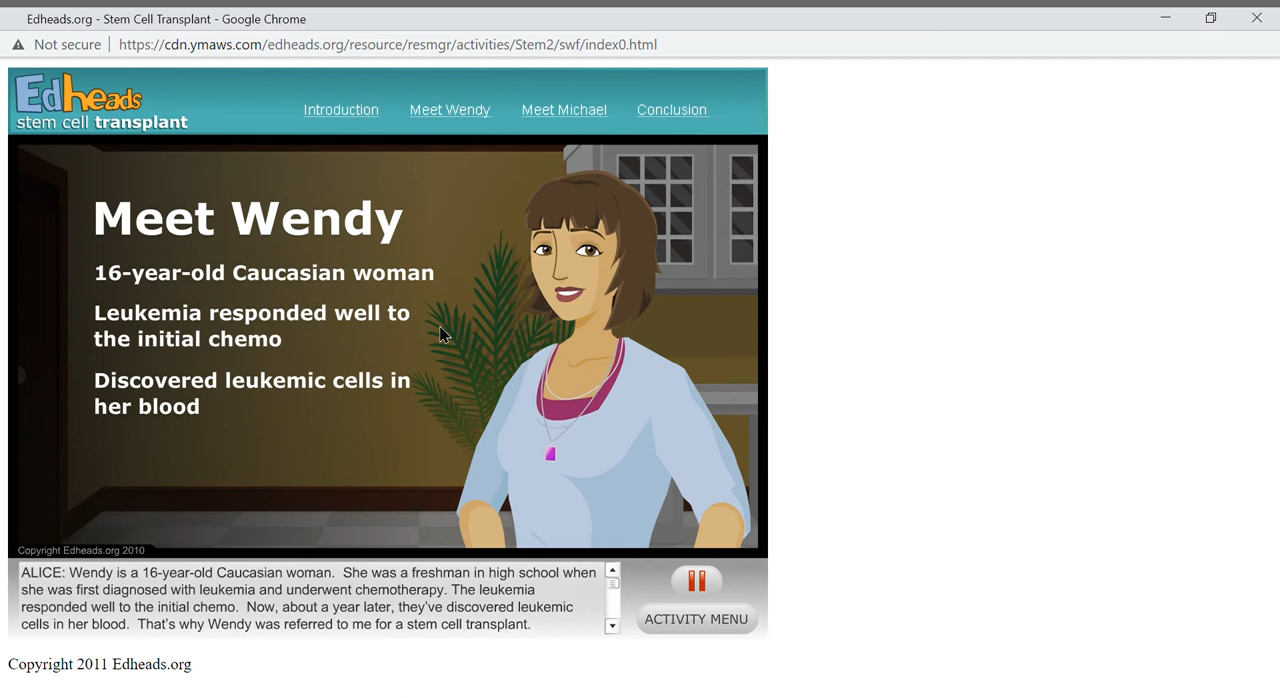 Edheads.org - Stem Cell Transplant - Google Chrome
Not secure | https://cdn.ymaws.com/edheads.org/resource/resmgr/activities/Stem2/swf/index0.html
Edheads
stem cell transplant
Introduction Meet Wendy Meet Michael Conclusion
Meet Wendy
16-year-old Caucasian woman
Leukemia responded well to
the initial chemo
Discovered leukemic cells in
her blood
Copyright Edheads.org 2010
ALICE: Wendy is a 16-year-old Caucasian woman. She was a freshman in high school when
she was first diagnosed with leukemia and underwent chemotherapy. The leukemia
responded well to the initial chemo. Now, about a year later, they've discovered leukemic
cells in her blood. That's why Wendy was referred to me for a stem cell transplant.
ACTIVITY MENU
Copyright 2011 Edheads.org